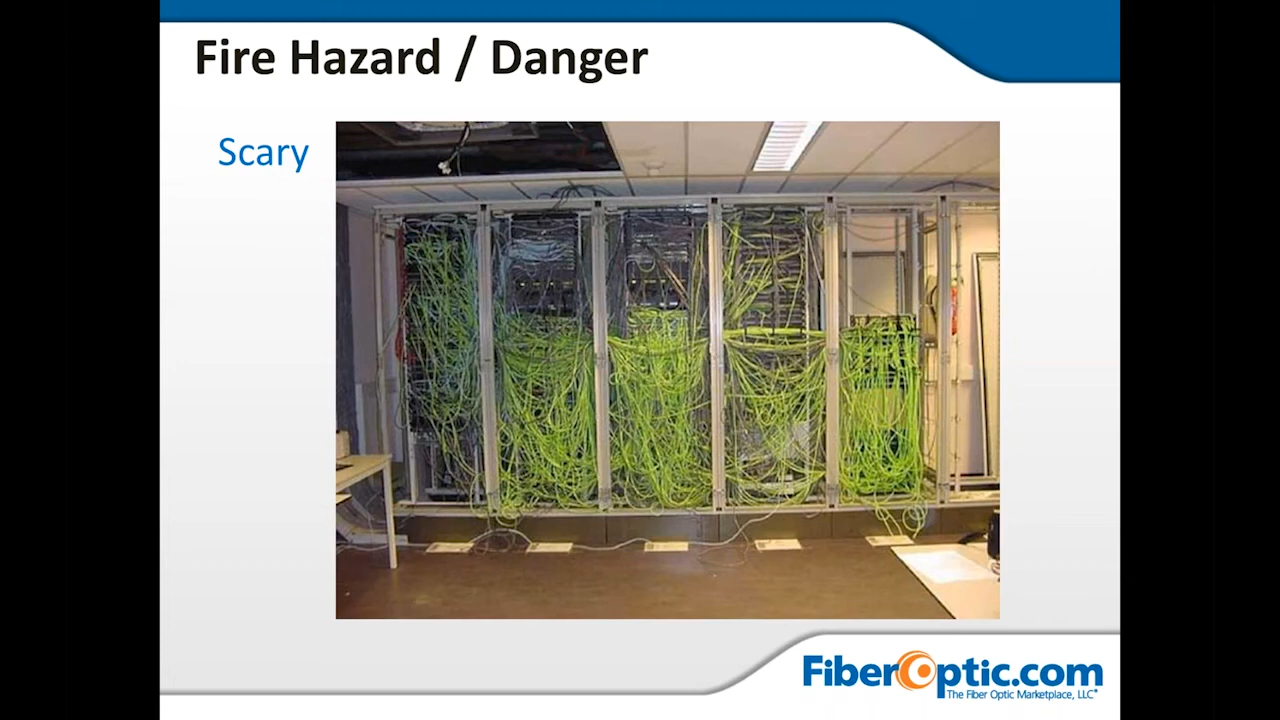 Fire Hazard / Danger
Scary
FiberOptic.com
The Fiber Optic Marketplace, LLC®